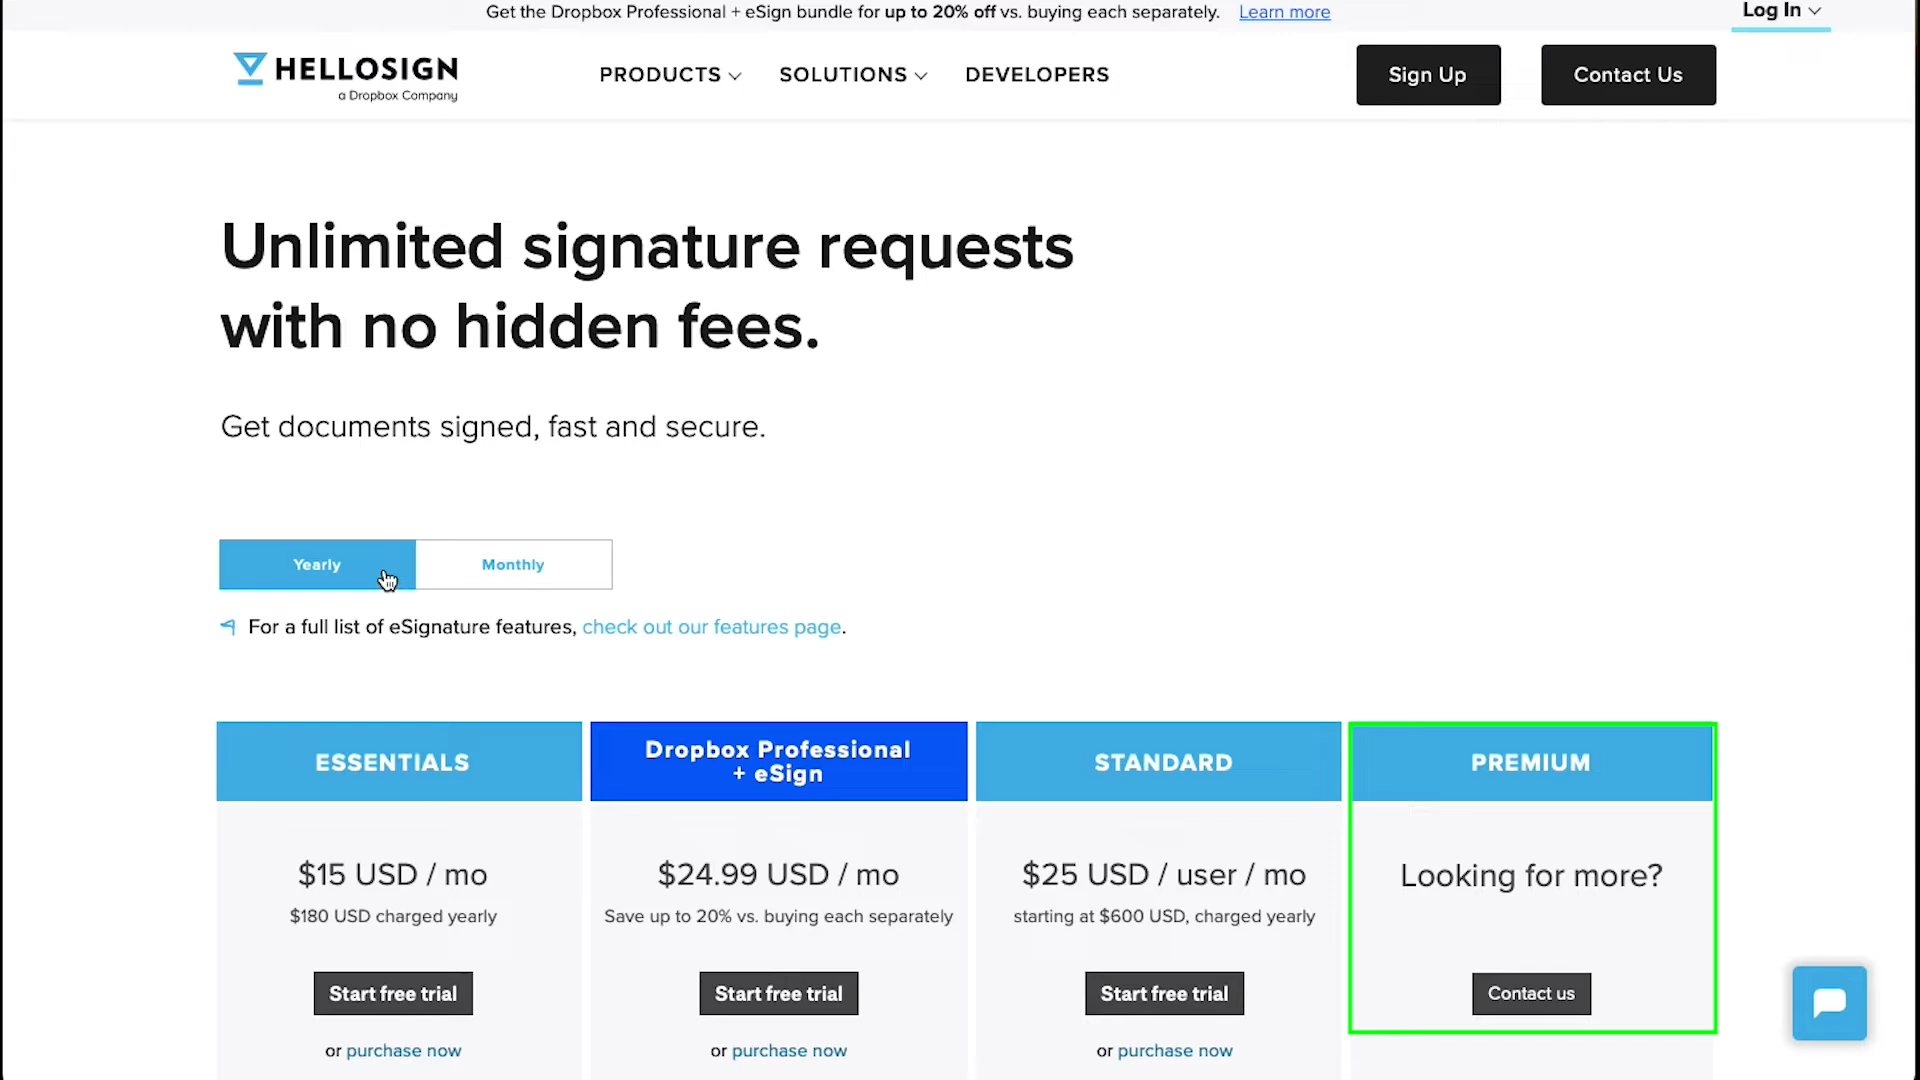 Get the Dropbox Professional + eSign bundle for up to 20% off vs. buying each separately. Learn more
Log In
HELLOSIGN
a Dropbox Company
PRODUCTS
SOLUTIONS
DEVELOPERS
Sign Up
Contact Us
Unlimited signature requests
with no hidden fees.
Get documents signed, fast and secure.
Yearly
Monthly
For a full list of eSignature features, check out our features page.
ESSENTIALS
$15 USD / mo
$180 USD charged yearly
Start free trial
or purchase now
Dropbox Professional
+ eSign
$24.99 USD / mo
Save up to 20% vs. buying each separately
Start free trial
or purchase now
STANDARD
$25 USD / user / mo
starting at $600 USD, charged yearly
Start free trial
or purchase now
PREMIUM
Looking for more?
Contact us